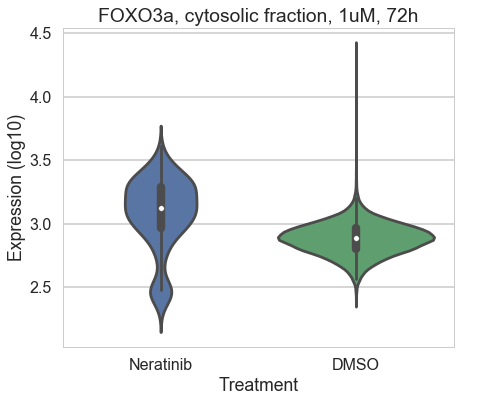 FOXO3a, cytosolic fraction, 1uM, 72h
Expression (log10)
4.5
4.0
3.5
3.0
2.5
Neratinib DMSO
Treatment